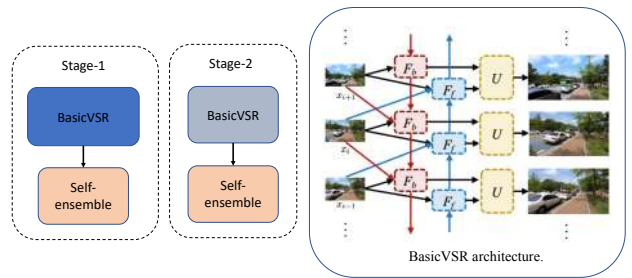 Stage-1
BasicVSR
Self-
ensemble
Stage-2
BasicVSR
Self-
ensemble
F_b
U
F_f
x_{i+1}
F_b
U
F_f
x_i
F_b
U
F_f
x_{i-1}
BasicVSR architecture.